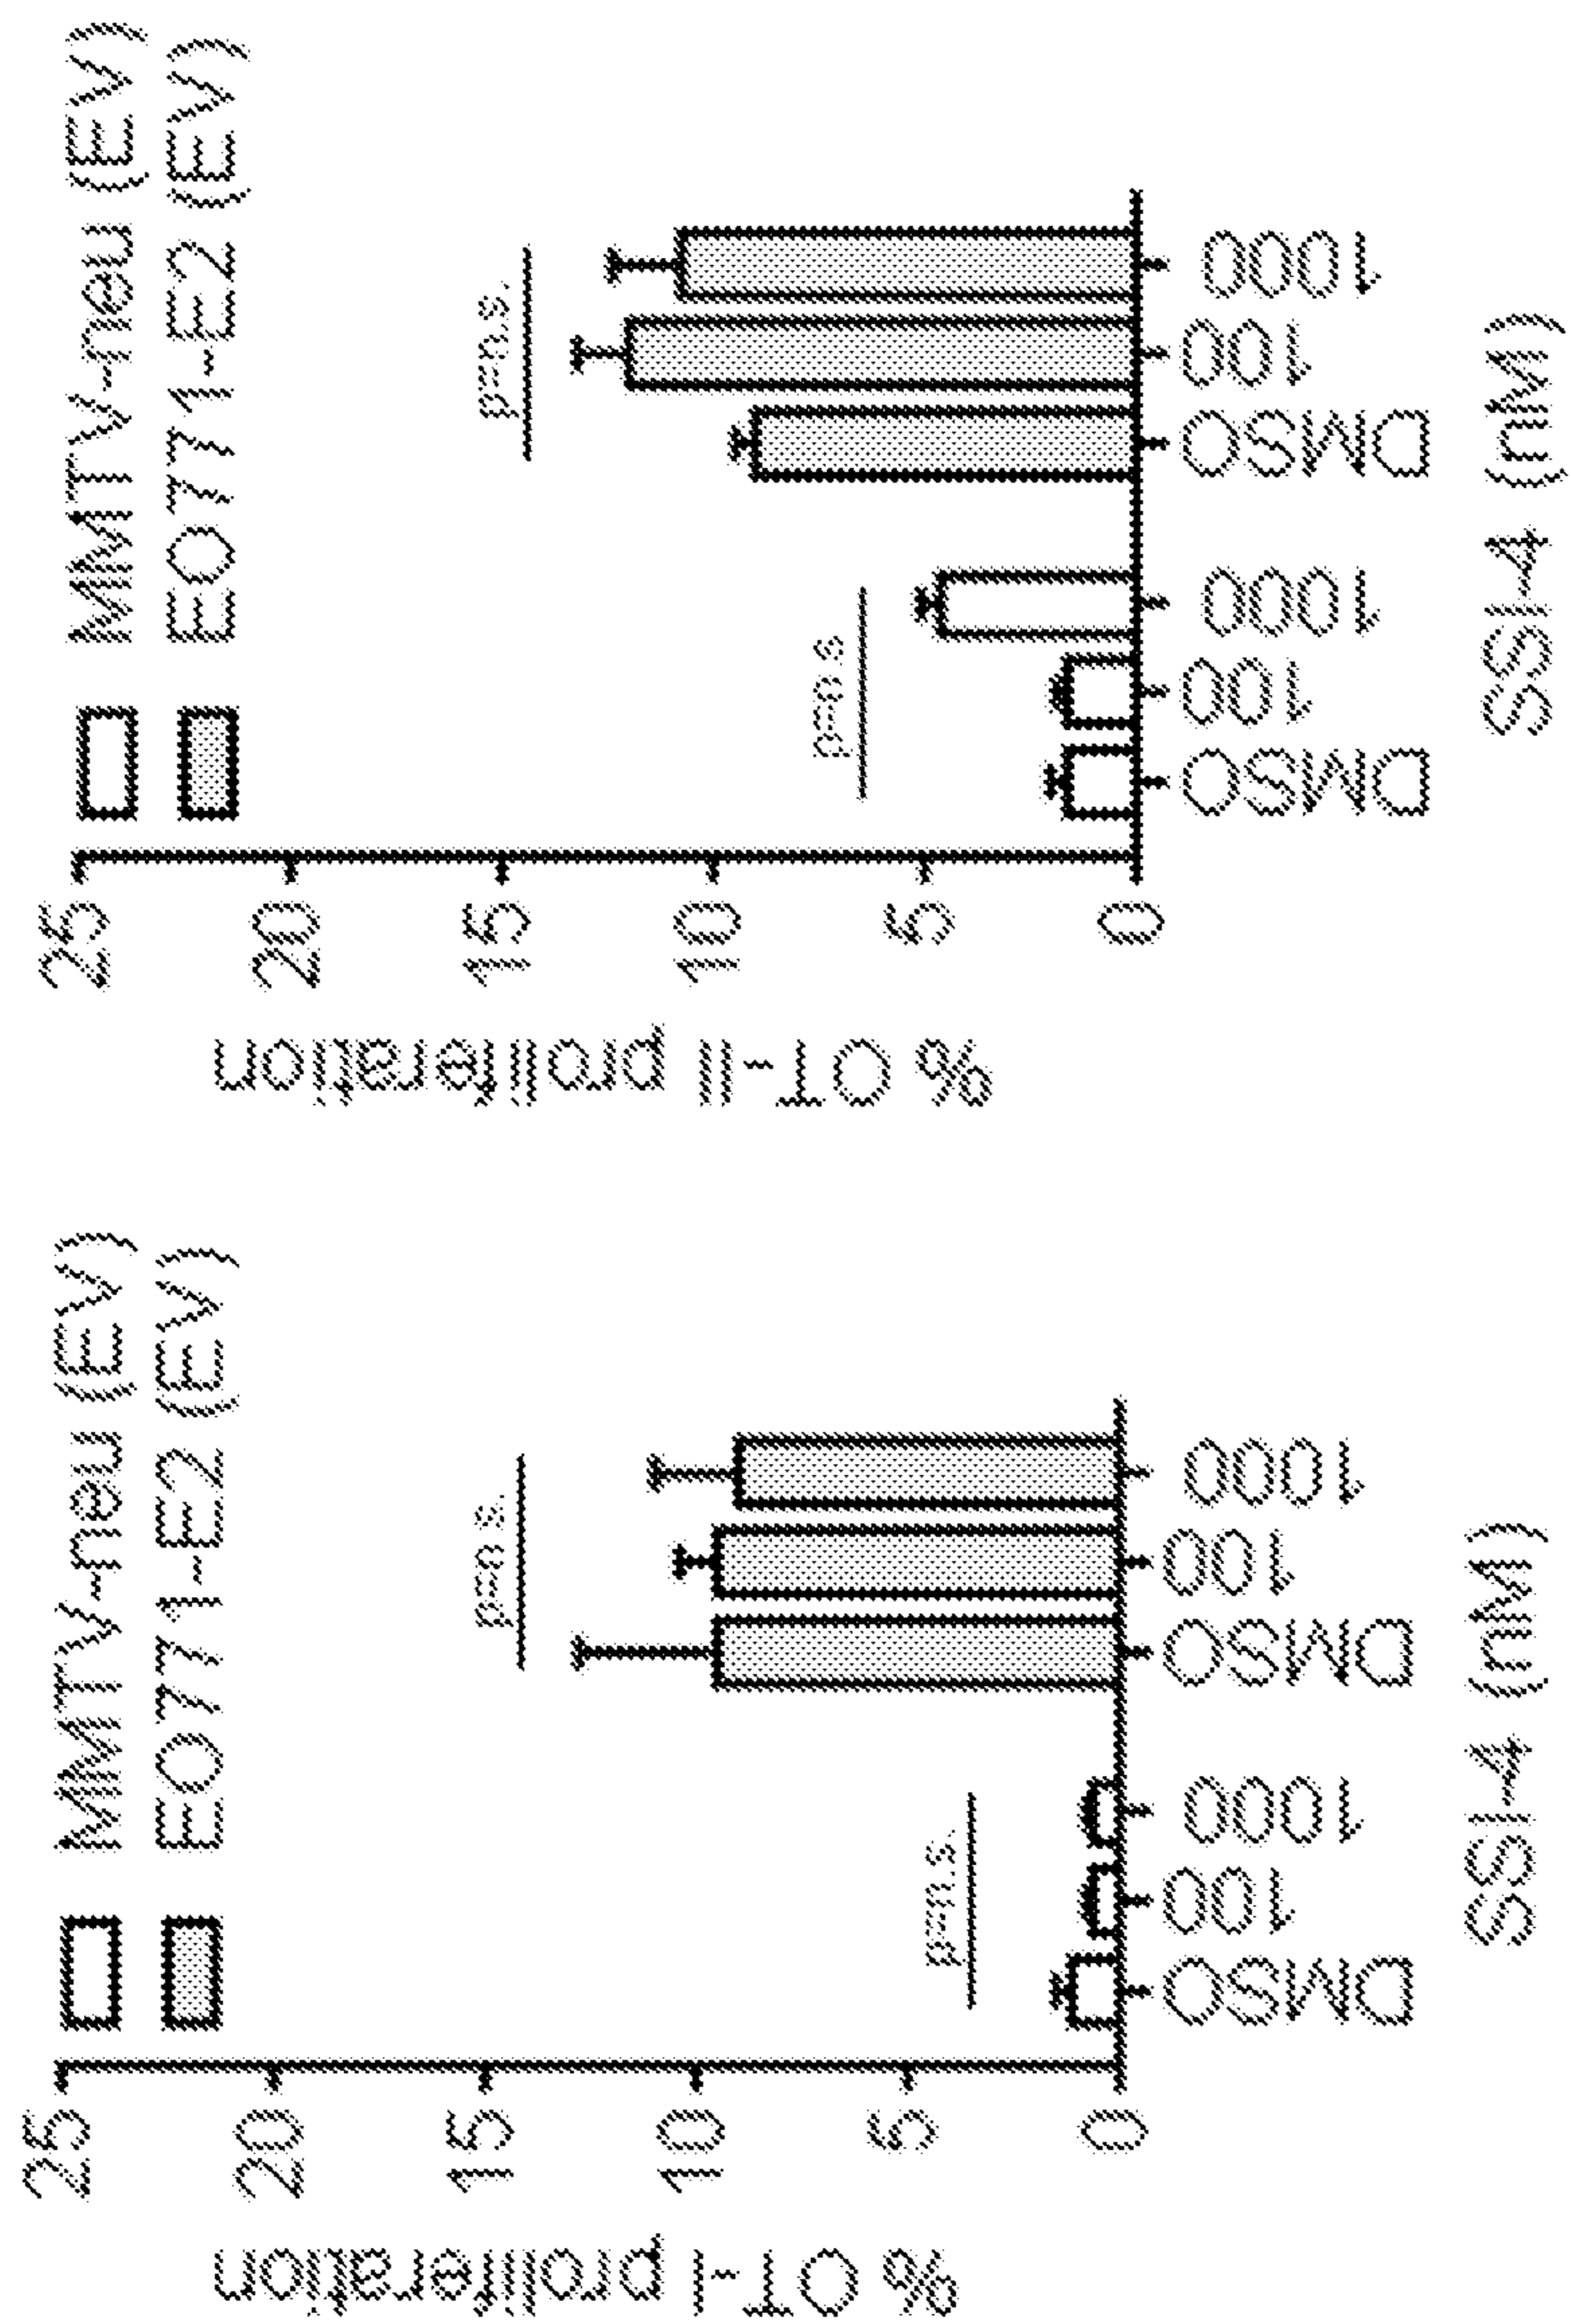 MMTV-neu (EV)
EO771-E2 (EV)
% OT-I proliferation
25
20
15
10
5
0
p=n.s.
p=n.s.
DMSO
100
1000
DMSO
100
1000
SSI-4 (nM)
MMTV-neu (EV)
EO771-E2 (EV)
% OT-II proliferation
25
20
15
10
5
0
p=n.s
p=n.s.
DMSO
100
1000
DMSO
100
1000
SSI-4 (nM)